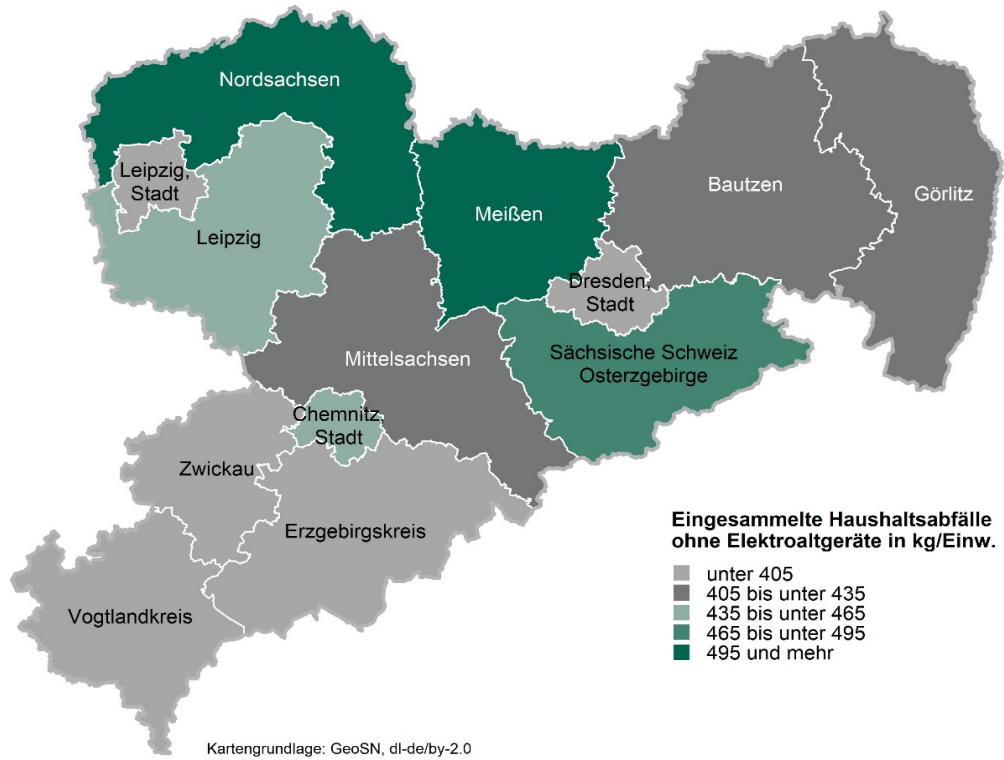 Nordsachsen
Leipzig,
Stadt
Leipzig
Meißen
Bautzen
Görlitz
Dresden,
Stadt
Sächsische Schweiz
Osterzgebirge
Mittelsachsen
Chemnitz,
Stadt
Zwickau
Erzgebirgskreis
Vogtlandkreis
Eingesammelte Haushaltsabfälle
ohne Elektroaltgeräte in kg/Einw.
unter 405
405 bis unter 435
435 bis unter 465
465 bis unter 495
495 und mehr
Kartengrundlage: GeoSN, dl-de/by-2.0